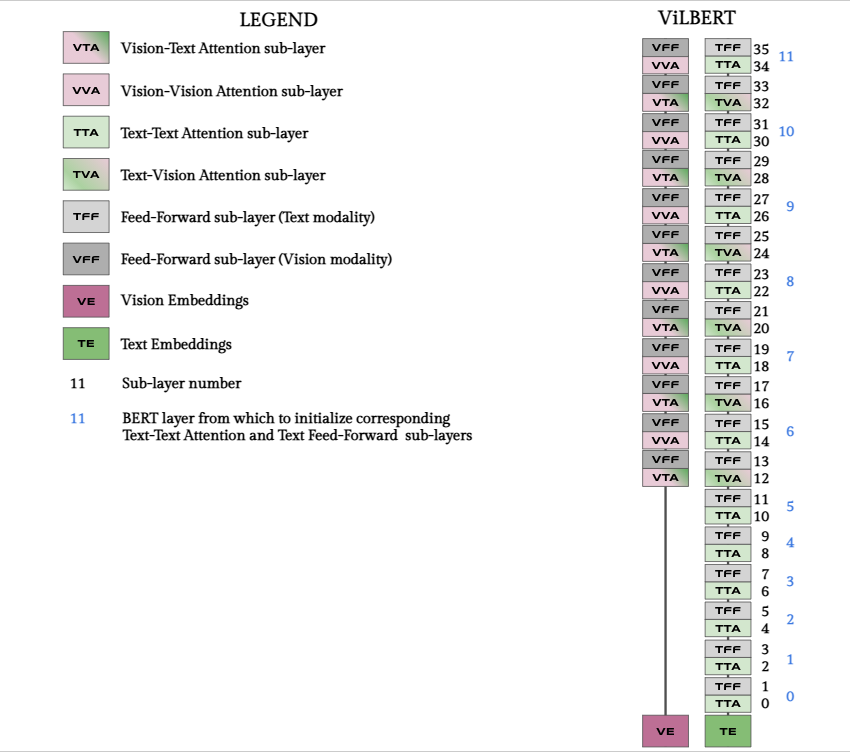 LEGEND
VTA Vision-Text Attention sub-layer
VVA Vision-Vision Attention sub-layer
TTA Text-Text Attention sub-layer
TVA Text-Vision Attention sub-layer
TFF Feed-Forward sub-layer (Text modality)
VFF Feed-Forward sub-layer (Vision modality)
VE Vision Embeddings
TE Text Embeddings
11 Sub-layer number
11 BERT layer from which to initialize corresponding
Text-Text Attention and Text Feed-Forward sub-layers
ViLBERT
VFF TFF 35
11
VVA TTA 34
VFF TFF 33
VTA TVA 32
VFF TFF 31
10
VVA TTA 30
VFF TFF 29
VTA TVA 28
VFF TFF 27
9
VVA TTA 26
VFF TFF 25
VTA TVA 24
VFF TFF 23
8
VVA TTA 22
VFF TFF 21
VTA TVA 20
VFF TFF 19
7
VVA TTA 18
VFF TFF 17
VTA TVA 16
VFF TFF 15
6
VVA TTA 14
VFF TFF 13
VTA TVA 12
TFF 11
5
TTA 10
TFF 9
4
TTA 8
TFF 7
3
TTA 6
TFF 5
2
TTA 4
TFF 3
1
TTA 2
TFF 1
0
TTA 0
VE TE